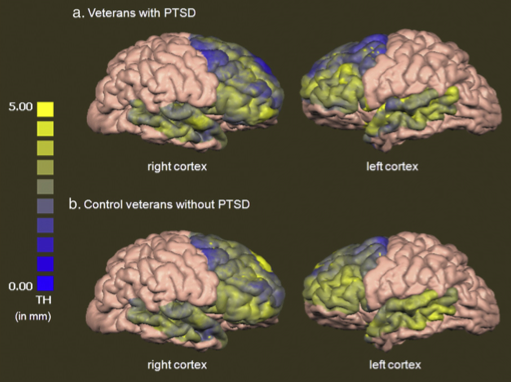 a. Veterans with PTSD
right cortex
left cortex
5.00
0.00
TH
(in mm)
b. Control veterans without PTSD
right cortex
left cortex